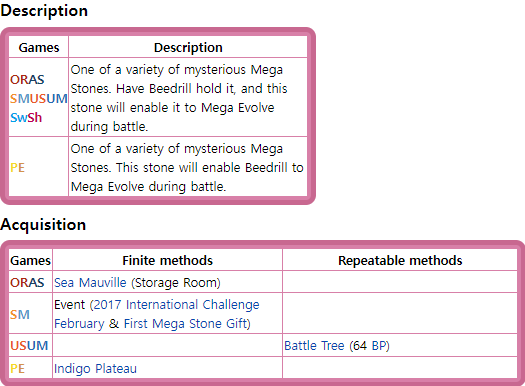 Description
Games Description
ORAS
SMUSUM
SwSh
One of a variety of mysterious Mega
Stones. Have Beedrill hold it, and this
stone will enable it to Mega Evolve
during battle.
PE
One of a variety of mysterious Mega
Stones. This stone will enable Beedrill to
Mega Evolve during battle.
Acquisition
Games Finite methods Repeatable methods
ORAS Sea Mauville (Storage Room)
SM
Event (2017 International Challenge
February & First Mega Stone Gift)
USUM Battle Tree (64 BP)
PE Indigo Plateau